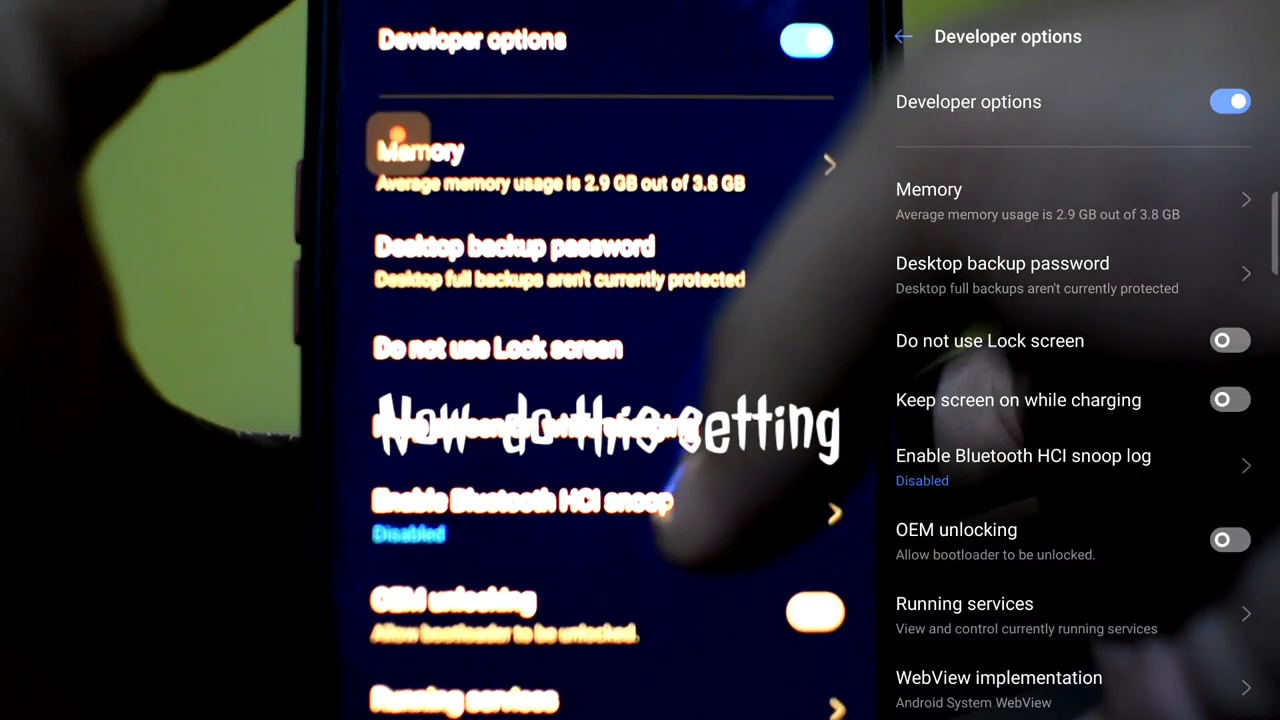 Developer options
Memory
Average memory usage is 2.9 GB out of 3.8 GB
Desktop backup password
Desktop full backups aren't currently protected
Do not use Lock screen
Now do this setting
Enable Bluetooth HCI snoop
Disabled
OEM unlocking
Allow bootloader to be unlocked.
Running services
Developer options
Developer options
Memory
Average memory usage is 2.9 GB out of 3.8 GB
Desktop backup password
Desktop full backups aren't currently protected
Do not use Lock screen
Keep screen on while charging
Enable Bluetooth HCI snoop log
Disabled
OEM unlocking
Allow bootloader to be unlocked.
Running services
View and control currently running services
WebView implementation
Android System WebView